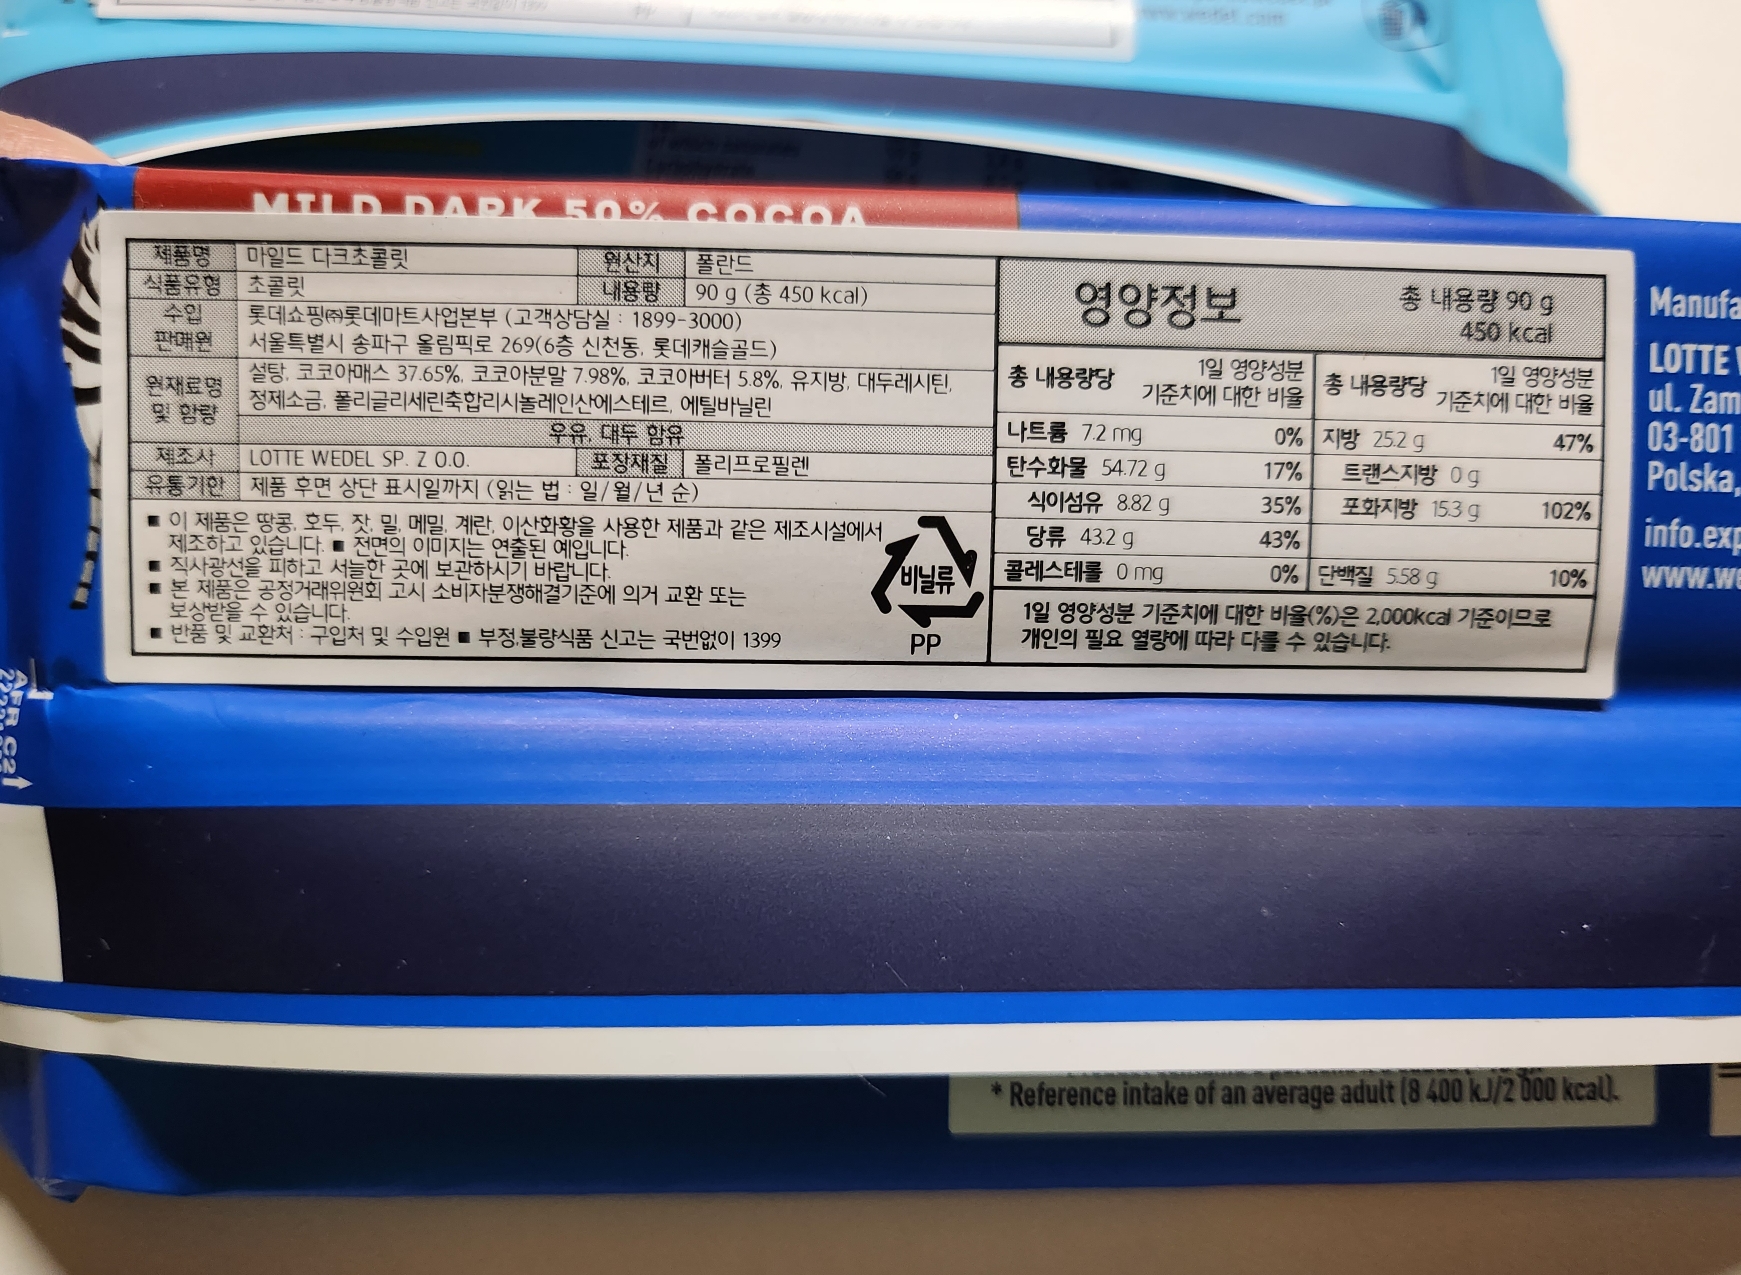 MILD DARK 50% COCOA
제품명 마일드 다크초콜릿 원산지 폴란드
식품유형 초콜릿 내용량 90 g (총 450 kcal)
수입 판매원 롯데쇼핑㈜롯데마트사업본부 (고객상담실 : 1899-3000)
서울특별시 송파구 올림픽로 269(6층 신천동, 롯데캐슬골드)
원재료명 및 함량 설탕, 코코아매스 37.65%, 코코아분말 7.98%, 코코아버터 5.8%, 유지방, 대두레시틴,
정제소금, 폴리글리세린축합리시놀레인산에스테르, 에틸바닐린
우유, 대두 함유
제조사 LOTTE WEDEL SP. Z O.O. 포장재질 폴리프로필렌
유통기한 제품 후면 상단 표시일까지 (읽는 법 : 일/월/년 순)
■ 이 제품은 땅콩, 호두, 잣, 밀, 메밀, 계란, 이산화황을 사용한 제품과 같은 제조시설에서
제조하고 있습니다. ■ 전면의 이미지는 연출된 예입니다.
■ 직사광선을 피하고 서늘한 곳에 보관하시기 바랍니다.
■ 본 제품은 공정거래위원회 고시 소비자분쟁해결기준에 의거 교환 또는
보상받을 수 있습니다.
■ 반품 및 교환처 : 구입처 및 수입원 ■ 부정,불량식품 신고는 국번없이 1399
비닐류
PP
영양정보 총 내용량 90 g
450 kcal
총 내용량당 1일 영양성분 기준치에 대한 비율 총 내용량당 1일 영양성분 기준치에 대한 비율
나트륨 7.2 mg 0% 지방 25.2 g 47%
탄수화물 54.72 g 17% 트랜스지방 0 g
식이섬유 8.82 g 35% 포화지방 15.3 g 102%
당류 43.2 g 43%
콜레스테롤 0 mg 0% 단백질 5.58 g 10%
1일 영양성분 기준치에 대한 비율(%)은 2,000kcal 기준이므로
개인의 필요 열량에 따라 다를 수 있습니다.
Manufa
LOTTE
ul. Zam
03-801
Polska,
info.exp
www.we
AFR C2
* Reference intake of an average adult (8 400 kJ/2 000 kcal).